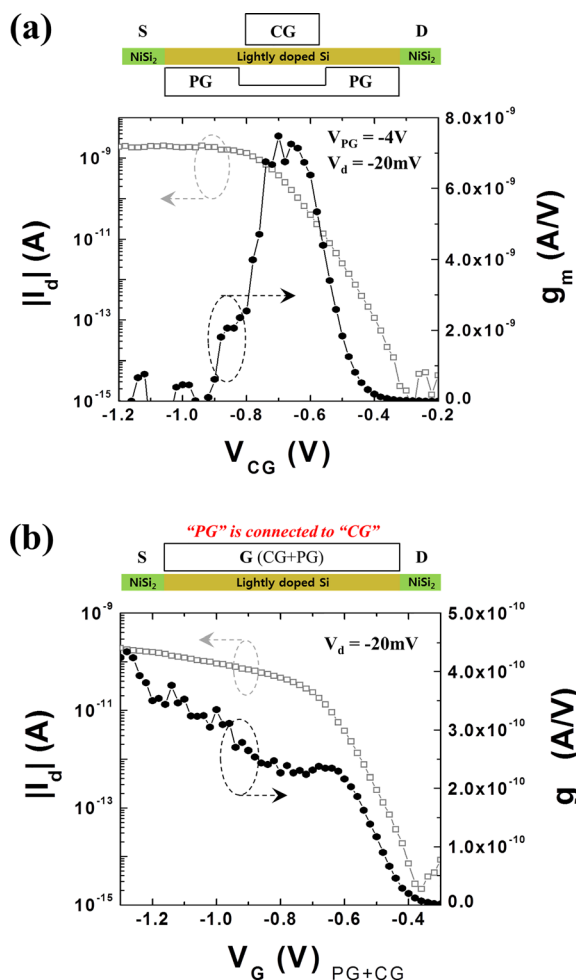 (a)
S CG D
NiSi2 Lightly doped Si NiSi2
PG PG
8.0x10-9
VPG = -4V
Vd = -20mV
10-9
6.0x10-9
10-11
4.0x10-9
10-13
2.0x10-9
10-15
0.0
|Id| (A)
gm (A/V)
-1.2 -1.0 -0.8 -0.6 -0.4 -0.2
VCG (V)
(b)
“PG” is connected to “CG”
S G (CG+PG) D
NiSi2 Lightly doped Si NiSi2
10-9
5.0x10-10
Vd = -20mV
4.0x10-10
10-11
3.0x10-10
10-13
2.0x10-10
1.0x10-10
10-15
0.0
|Id| (A)
g (A/V)
-1.2 -1.0 -0.8 -0.6 -0.4
VG (V) PG+CG